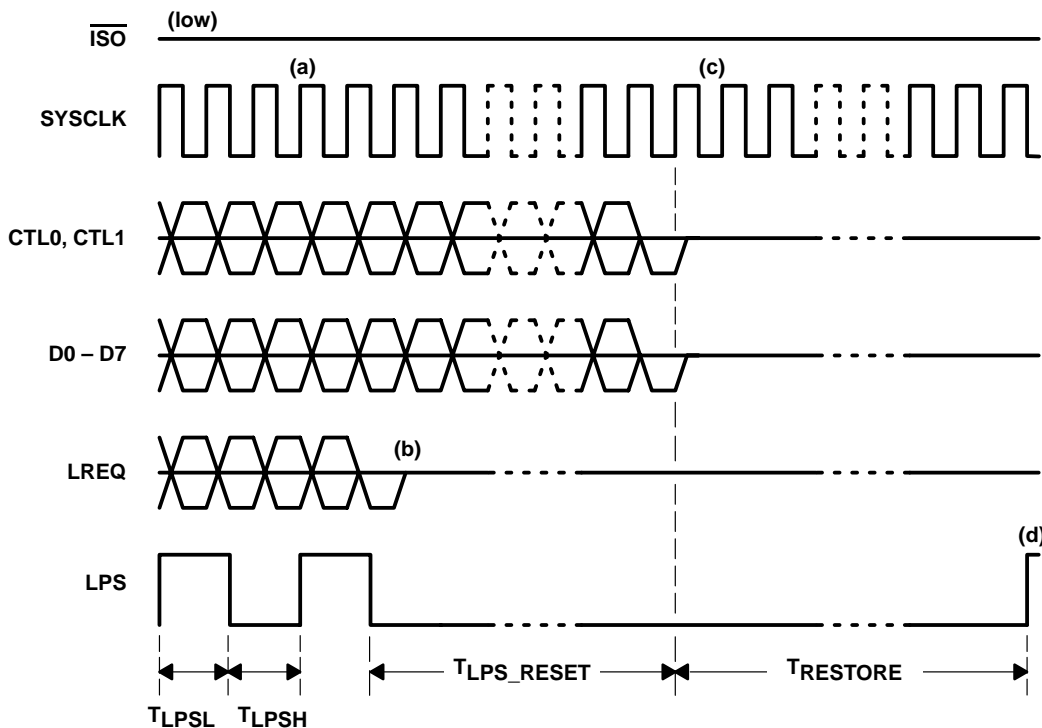 (low)
ISO
(a)
(c)
SYSCLK
CTL0, CTL1
D0 – D7
LREQ
(b)
LPS
(d)
TLPS_RESET
TRESTORE
TLPSL
TLPSH